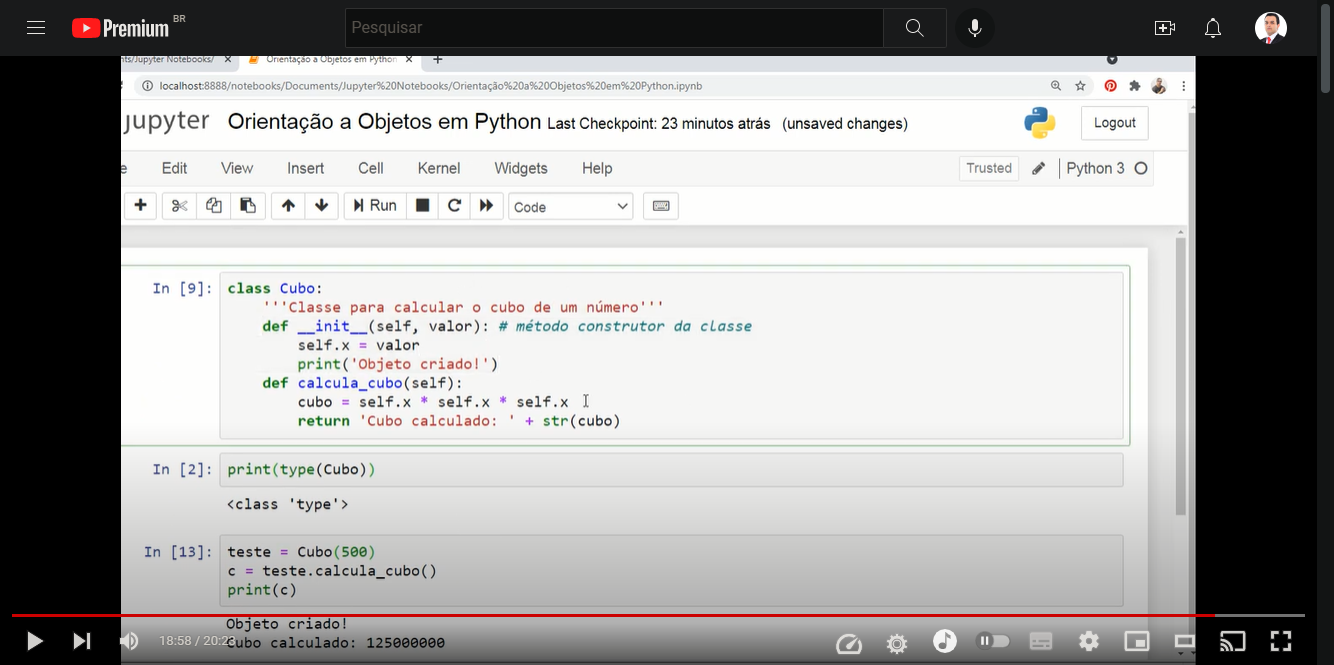 Premium BR
Pesquisar
nts/Jupyter Notebooks/
Orientação a Objetos em Python
localhost:8888/notebooks/Documents/Jupyter%20Notebooks/Orientação%20a%20Objetos%20em%20Python.ipynb
jupyter Orientação a Objetos em Python Last Checkpoint: 23 minutos atrás (unsaved changes)
Logout
e Edit View Insert Cell Kernel Widgets Help
Trusted
Python 3
Run
Code
In [9]: class Cubo:
'''Classe para calcular o cubo de um número'''
def __init__(self, valor): # método construtor da classe
self.x = valor
print('Objeto criado!')
def calcula_cubo(self):
cubo = self.x * self.x * self.x
return 'Cubo calculado: ' + str(cubo)
In [2]: print(type(Cubo))
<class 'type'>
In [13]: teste = Cubo(500)
c = teste.calcula_cubo()
print(c)
Objeto criado!
Cubo calculado: 125000000
18:58 / 20:23